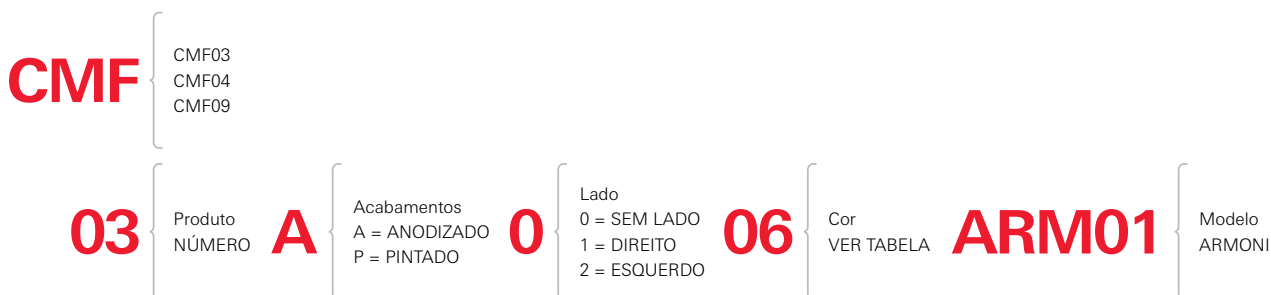 CMF
CMF03
CMF04
CMF09
03
Produto
NÚMERO
A
Acabamentos
A = ANODIZADO
P = PINTADO
0
Lado
0 = SEM LADO
1 = DIREITO
2 = ESQUERDO
06
Cor
VER TABELA
ARM01
Modelo
ARMONI